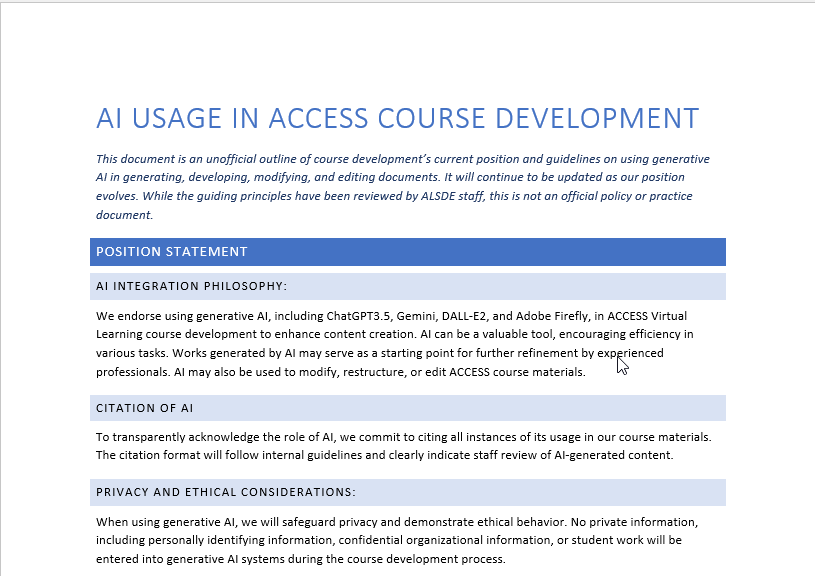 AI USAGE IN ACCESS COURSE DEVELOPMENT
This document is an unofficial outline of course development's current position and guidelines on using generative
AI in generating, developing, modifying, and editing documents. It will continue to be updated as our position
evolves. While the guiding principles have been reviewed by ALSDE staff, this is not an official policy or practice
document.
POSITION STATEMENT
AI INTEGRATION PHILOSOPHY:
We endorse using generative AI, including ChatGPT3.5, Gemini, DALL-E2, and Adobe Firefly, in ACCESS Virtual
Learning course development to enhance content creation. AI can be a valuable tool, encouraging efficiency in
various tasks. Works generated by AI may serve as a starting point for further refinement by experienced
professionals. AI may also be used to modify, restructure, or edit ACCESS course materials.
CITATION OF AI
To transparently acknowledge the role of AI, we commit to citing all instances of its usage in our course materials.
The citation format will follow internal guidelines and clearly indicate staff review of AI-generated content.
PRIVACY AND ETHICAL CONSIDERATIONS:
When using generative AI, we will safeguard privacy and demonstrate ethical behavior. No private information,
including personally identifying information, confidential organizational information, or student work will be
entered into generative AI systems during the course development process.